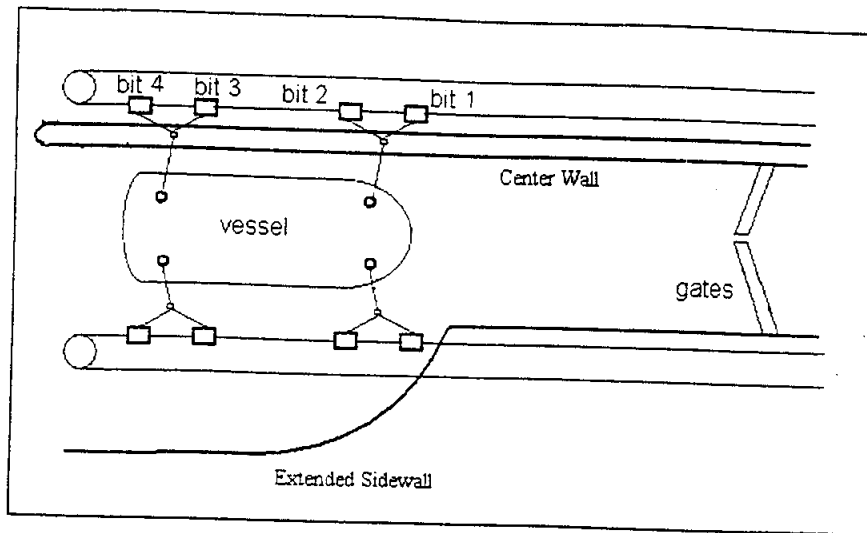 bit 4
bit 3
bit 2
bit 1
Center Wall
vessel
gates
Extended Sidewall